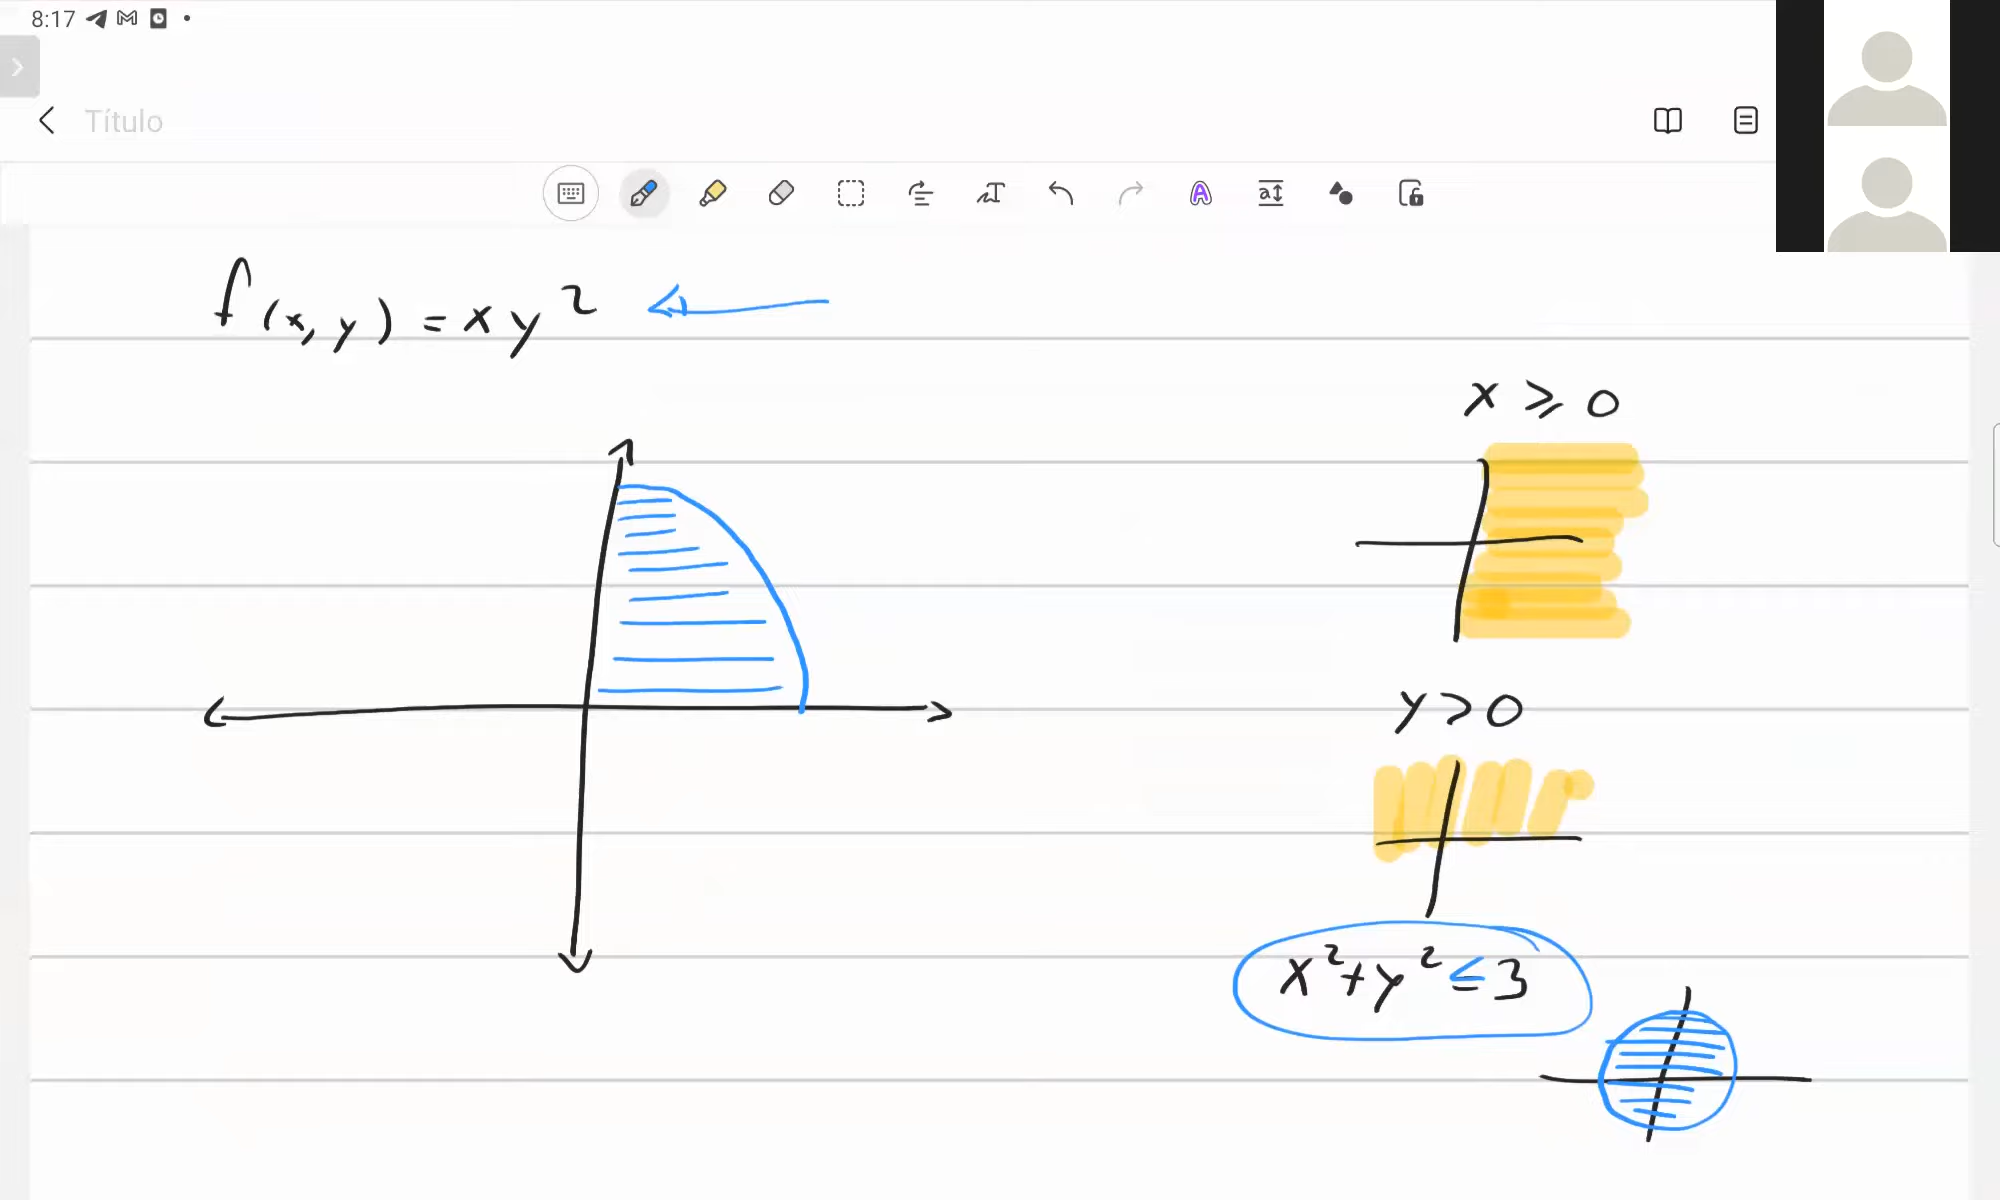 8:17
Título
f(x, y) = xy²
x ⩾ 0
y > 0
x² + y² ≤ 3